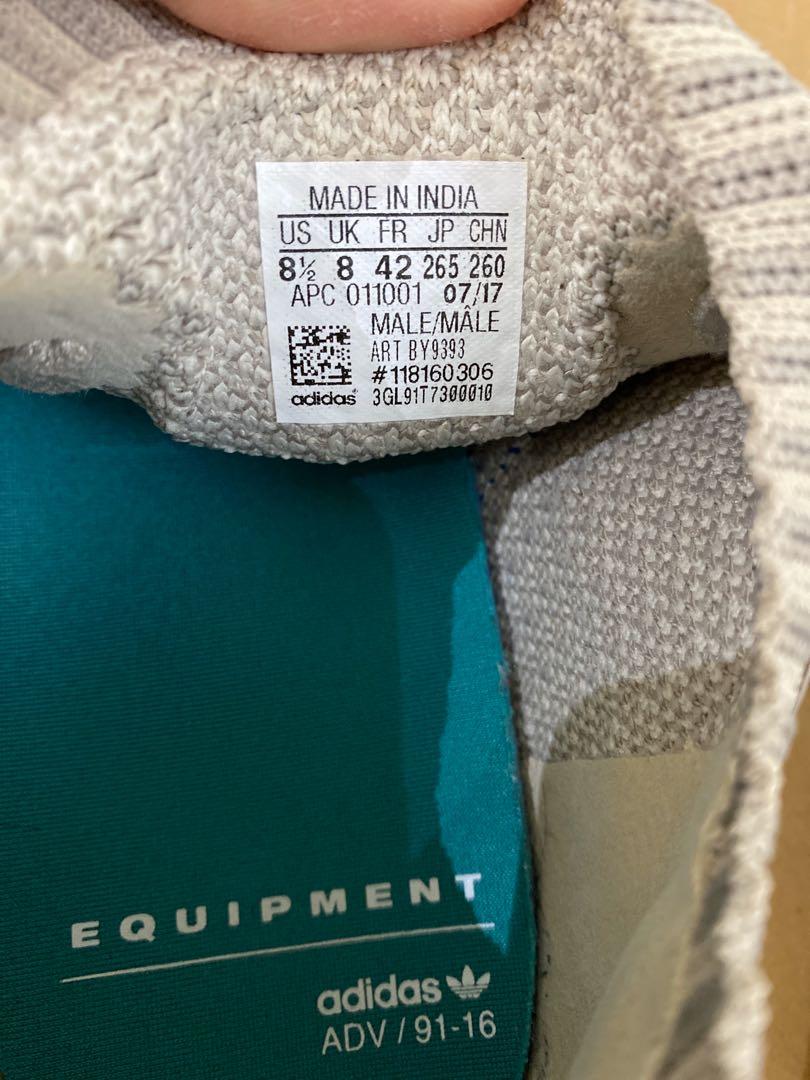 MADE IN INDIA
US UK FR JP CHN
8½ 8 42 265 260
APC 011001 07/17
MALE/MÂLE
ART BY9393
#118160306
adidas 3GL91T7300010
EQUIPMENT
adidas
ADV / 91-16